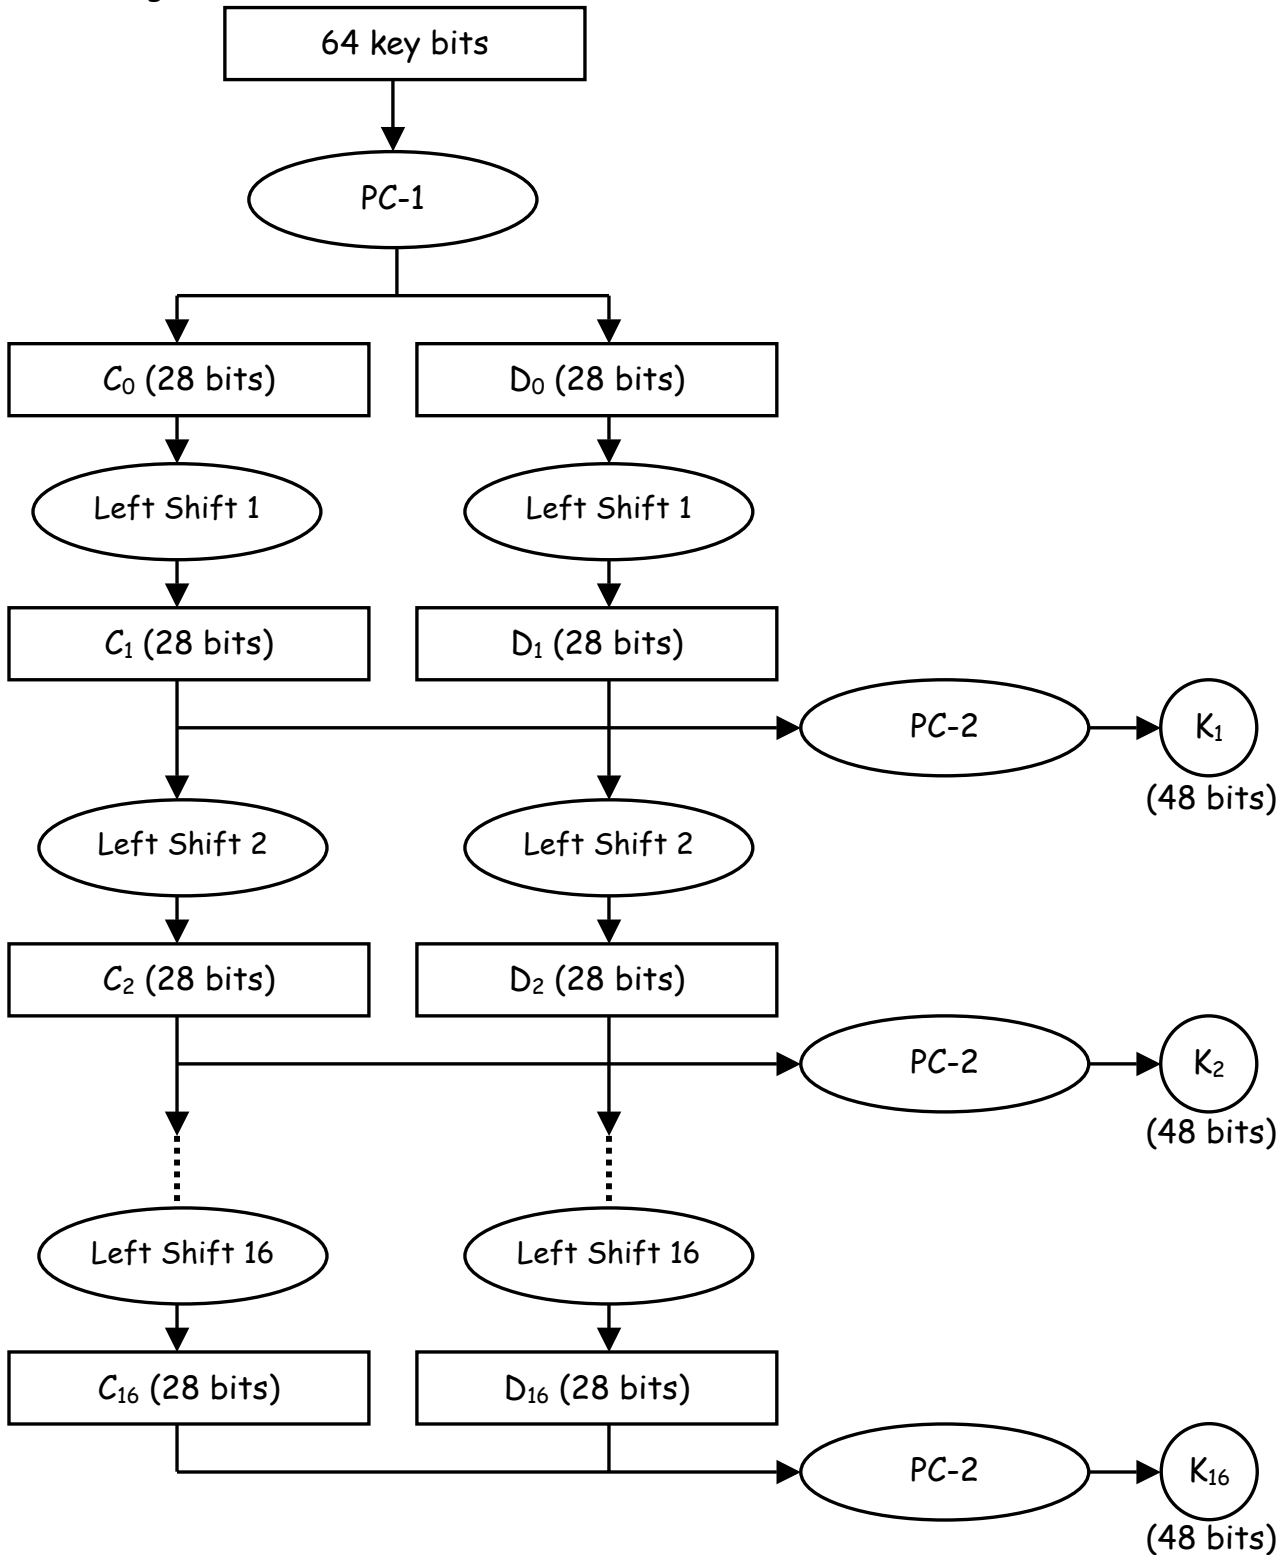 64 key bits
PC-1
C₀ (28 bits)
D₀ (28 bits)
Left Shift 1
Left Shift 1
C₁ (28 bits)
D₁ (28 bits)
PC-2
K₁
(48 bits)
Left Shift 2
Left Shift 2
C₂ (28 bits)
D₂ (28 bits)
PC-2
K₂
(48 bits)
Left Shift 16
Left Shift 16
C₁₆ (28 bits)
D₁₆ (28 bits)
PC-2
K₁₆
(48 bits)